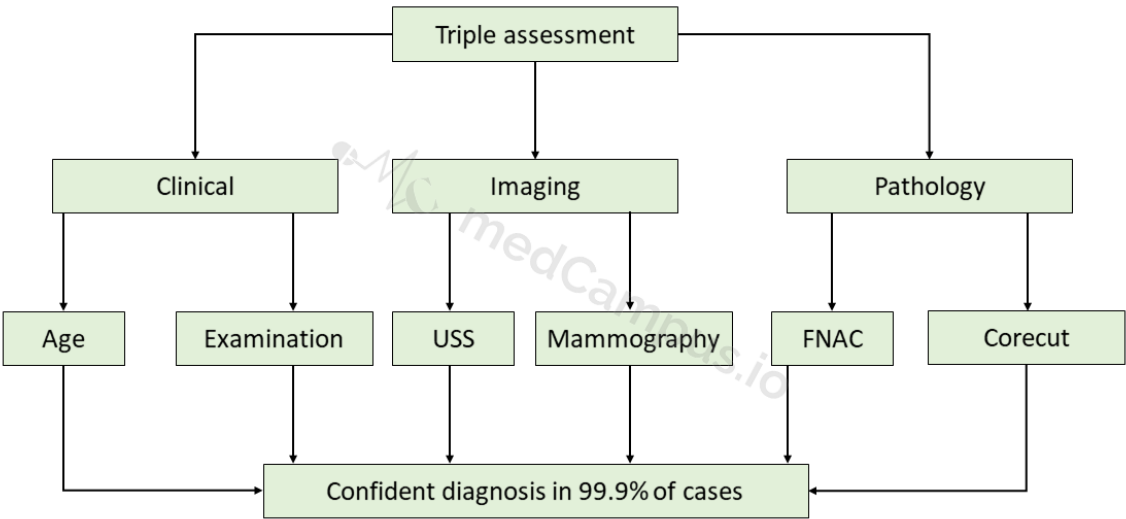 Triple assessment
Clinical
Imaging
Pathology
Age
Examination
USS
Mammography
FNAC
Corecut
Confident diagnosis in 99.9% of cases
medCampus.io